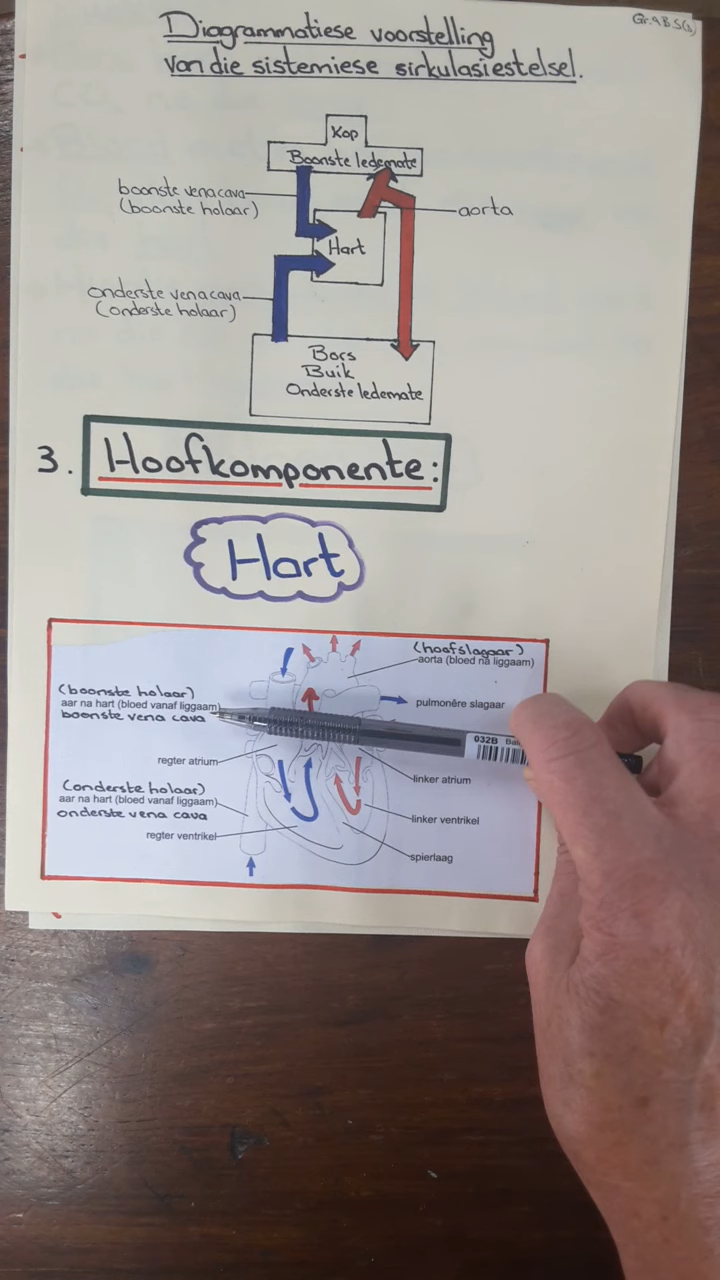 Gr.9 B.S(3)
Diagrammatiese voorstelling
van die sistemiese sirkulasiestelsel.
Kop
Boonste ledemate
boonste vena cava
(boonste holaar)
aorta
Hart
onderste vena cava
(onderste holaar)
Bors
Buik
Onderste ledemate
3. Hoofkomponente:
Hart
(hoofslagaar)
aorta (bloed na liggaam)
(boonste holaar)
aar na hart (bloed vanaf liggaam)
boonste vena cava
pulmonêre slagaar
032B
regter atrium
linker atrium
(onderste holaar)
aar na hart (bloed vanaf liggaam)
onderste vena cava
linker ventrikel
regter ventrikel
spierlaag